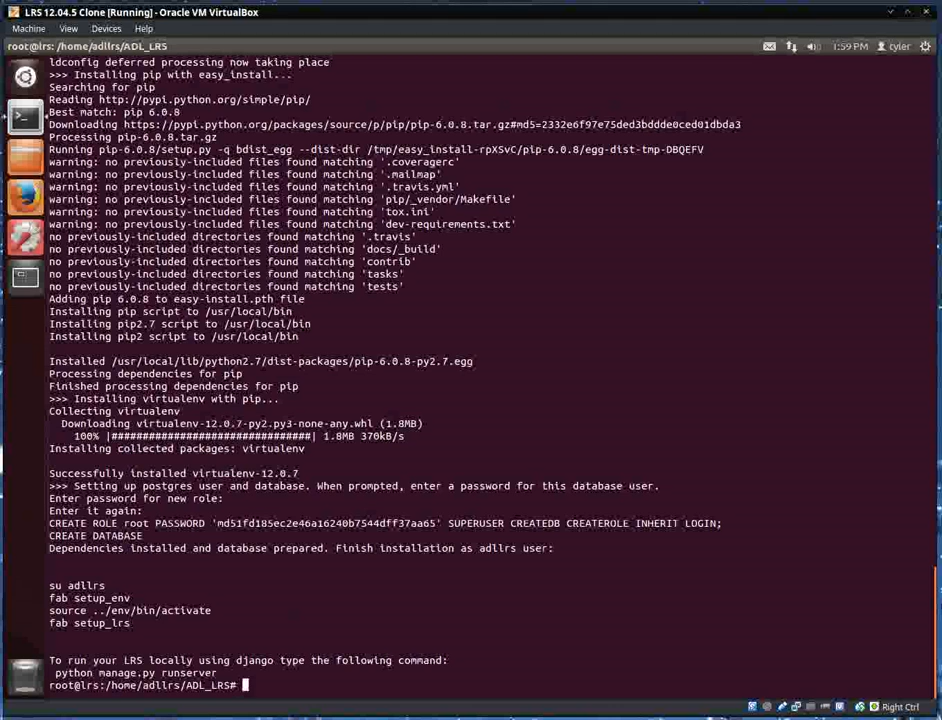 LRS 12.04.5 Clone [Running] - Oracle VM VirtualBox
Machine View Devices Help
root@lrs: /home/adllrs/ADL_LRS 1:59 PM tyler
ldconfig deferred processing now taking place
>>> Installing pip with easy_install...
Searching for pip
Reading http://pypi.python.org/simple/pip/
Best match: pip 6.0.8
Downloading https://pypi.python.org/packages/source/p/pip/pip-6.0.8.tar.gz#md5=2332e6f97e75ded3bddde0ced01dbda3
Processing pip-6.0.8.tar.gz
Running pip-6.0.8/setup.py -q bdist_egg --dist-dir /tmp/easy_install-rpXSvC/pip-6.0.8/egg-dist-tmp-DBQEFV
warning: no previously-included files found matching '.coveragerc'
warning: no previously-included files found matching '.mailmap'
warning: no previously-included files found matching '.travis.yml'
warning: no previously-included files found matching 'pip/_vendor/Makefile'
warning: no previously-included files found matching 'tox.ini'
warning: no previously-included files found matching 'dev-requirements.txt'
no previously-included directories found matching '.travis'
no previously-included directories found matching 'docs/_build'
no previously-included directories found matching 'contrib'
no previously-included directories found matching 'tasks'
no previously-included directories found matching 'tests'
Adding pip 6.0.8 to easy-install.pth file
Installing pip script to /usr/local/bin
Installing pip2.7 script to /usr/local/bin
Installing pip2 script to /usr/local/bin
Installed /usr/local/lib/python2.7/dist-packages/pip-6.0.8-py2.7.egg
Processing dependencies for pip
Finished processing dependencies for pip
>>> Installing virtualenv with pip...
Collecting virtualenv
Downloading virtualenv-12.0.7-py2.py3-none-any.whl (1.8MB)
100% |################################| 1.8MB 370kB/s
Installing collected packages: virtualenv
Successfully installed virtualenv-12.0.7
>>> Setting up postgres user and database. When prompted, enter a password for this database user.
Enter password for new role:
Enter it again:
CREATE ROLE root PASSWORD 'md51fd185ec2e46a16240b7544dff37aa65' SUPERUSER CREATEDB CREATEROLE INHERIT LOGIN;
CREATE DATABASE
Dependencies installed and database prepared. Finish installation as adllrs user:
su adllrs
fab setup_env
source ../env/bin/activate
fab setup_lrs
To run your LRS locally using django type the following command:
python manage.py runserver
root@lrs:/home/adllrs/ADL_LRS#
Right Ctrl